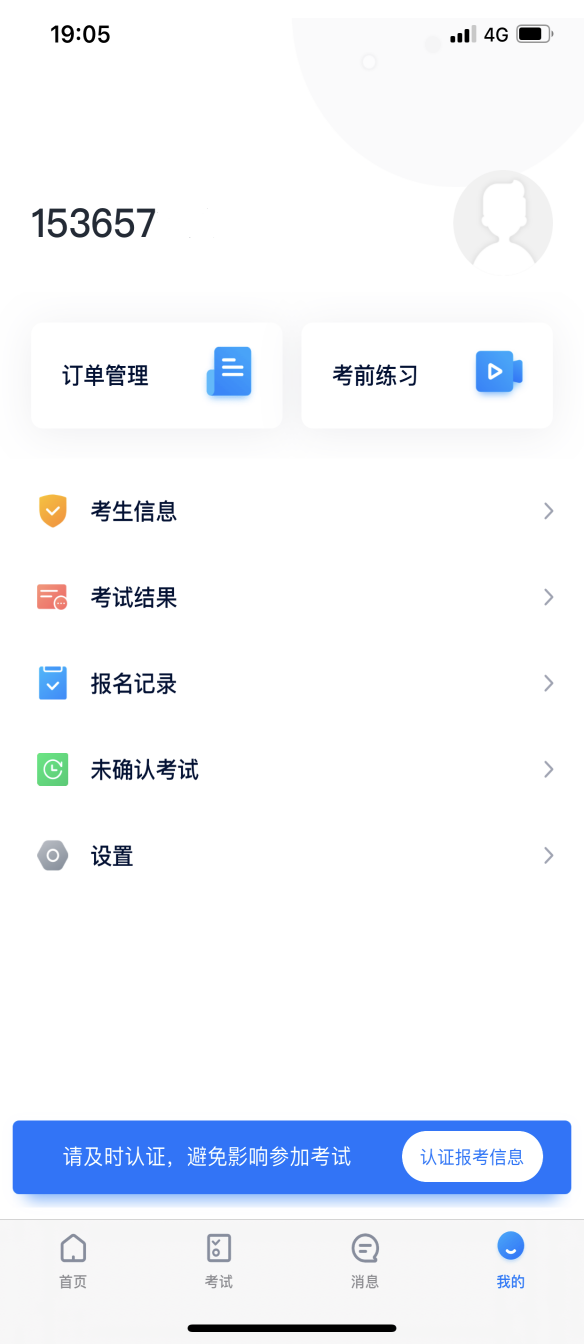 19:05
4G
153657
订单管理
考前练习
考生信息
考试结果
报名记录
未确认考试
设置
请及时认证，避免影响参加考试
认证报考信息
首页
考试
消息
我的